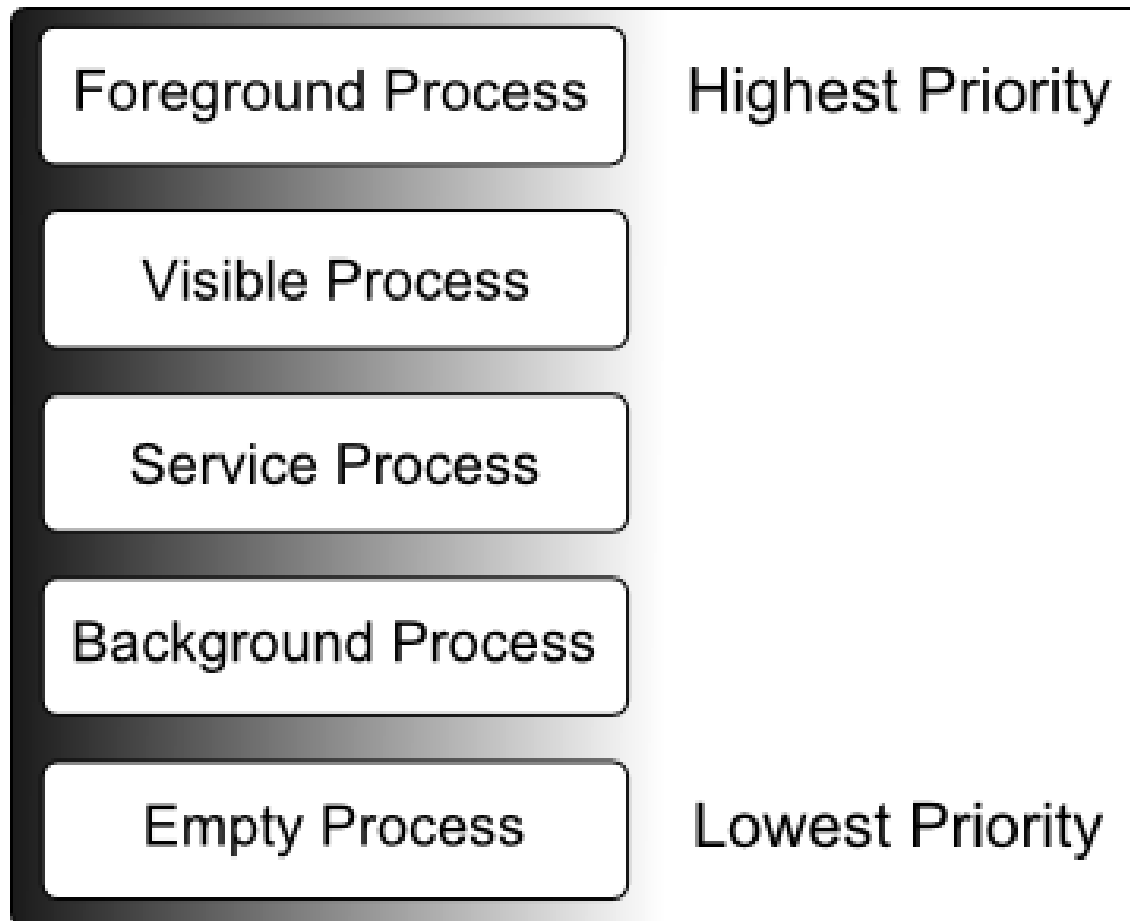 Foreground Process Highest Priority
Visible Process
Service Process
Background Process
Empty Process Lowest Priority